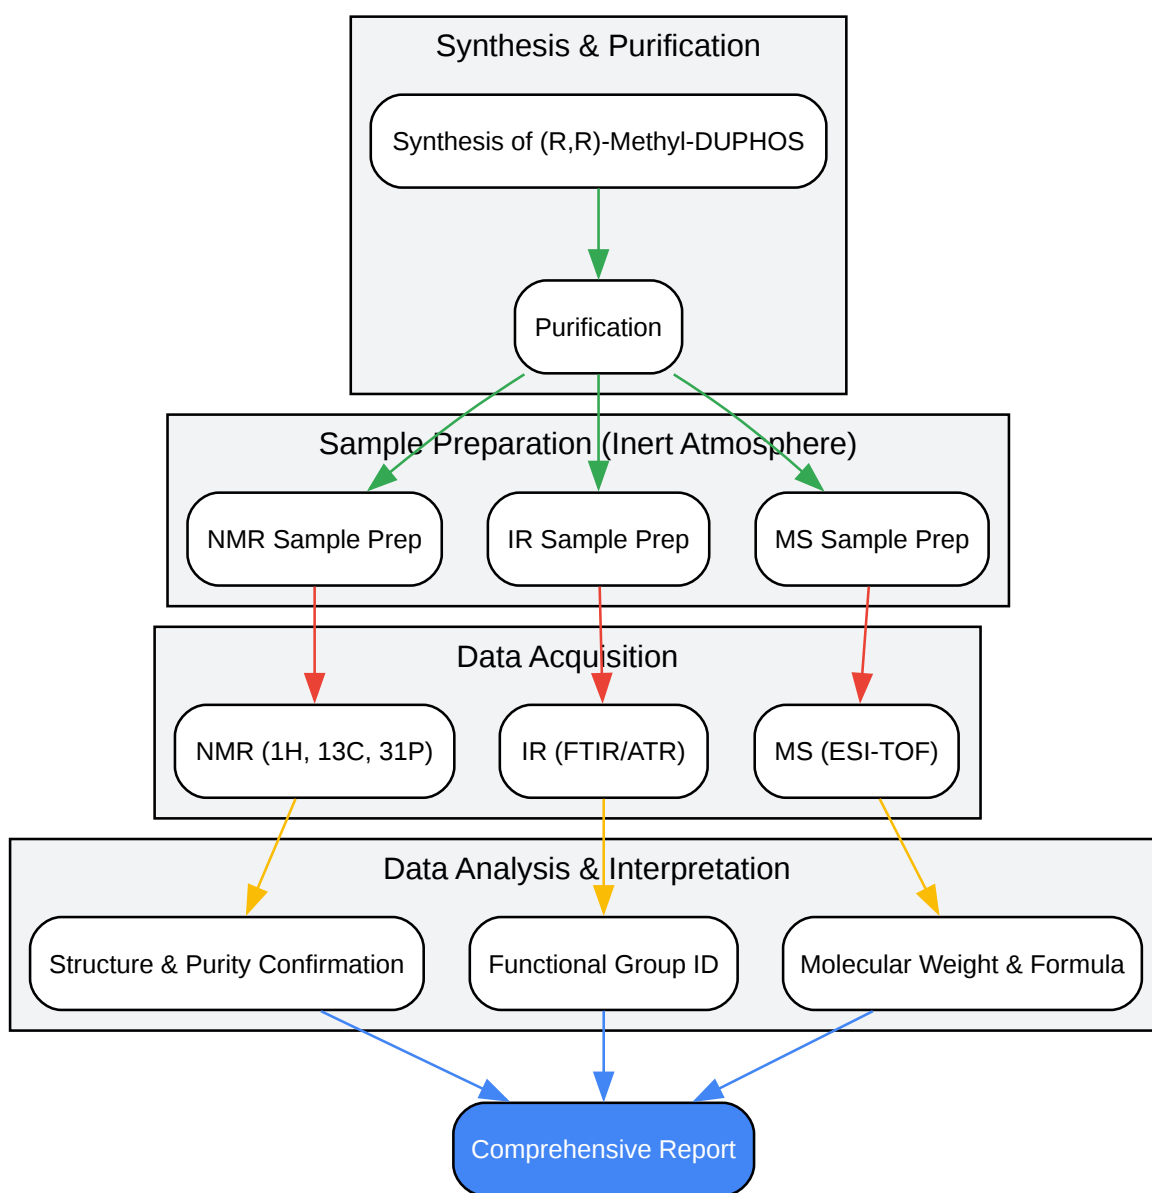 Synthesis & Purification
Synthesis of (R,R)-Methyl-DUPHOS
Purification
Sample Preparation (Inert Atmosphere)
NMR Sample Prep
IR Sample Prep
MS Sample Prep
Data Acquisition
NMR (1H, 13C, 31P)
IR (FTIR/ATR)
MS (ESI-TOF)
Data Analysis & Interpretation
Structure & Purity Confirmation
Functional Group ID
Molecular Weight & Formula
Comprehensive Report